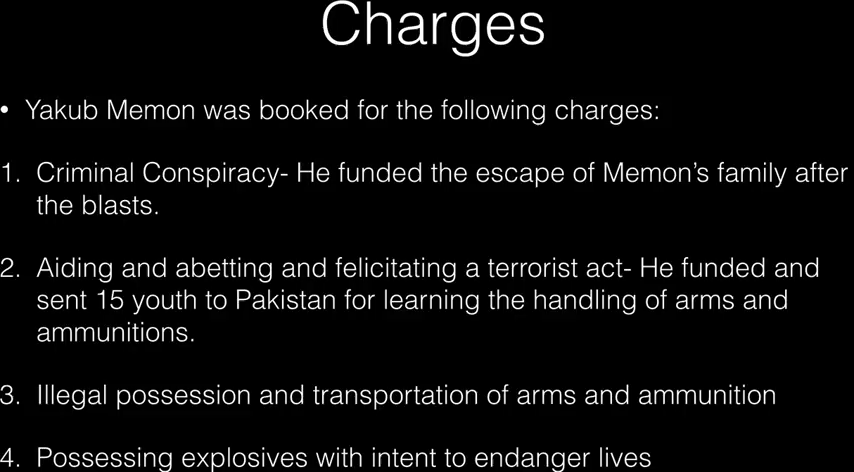 Charges
• Yakub Memon was booked for the following charges:
1. Criminal Conspiracy- He funded the escape of Memon’s family after
the blasts.
2. Aiding and abetting and felicitating a terrorist act- He funded and
sent 15 youth to Pakistan for learning the handling of arms and
ammunitions.
3. Illegal possession and transportation of arms and ammunition
4. Possessing explosives with intent to endanger lives